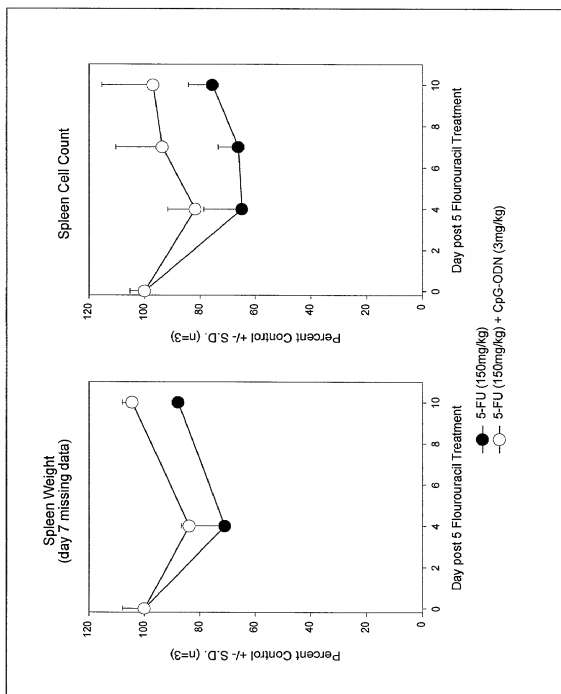 Spleen Weight
(day 7 missing data)
Percent Control +/- S.D. (n=3)
120
100
80
60
40
20
0
0 2 4 6 8 10
Day post 5 Flourouracil Treatment
Spleen Cell Count
Percent Control +/- S.D. (n=3)
120
100
80
60
40
20
0
0 2 4 6 8 10
Day post 5 Flourouracil Treatment
5-FU (150mg/kg)
5-FU (150mg/kg) + CpG-ODN (3mg/kg)